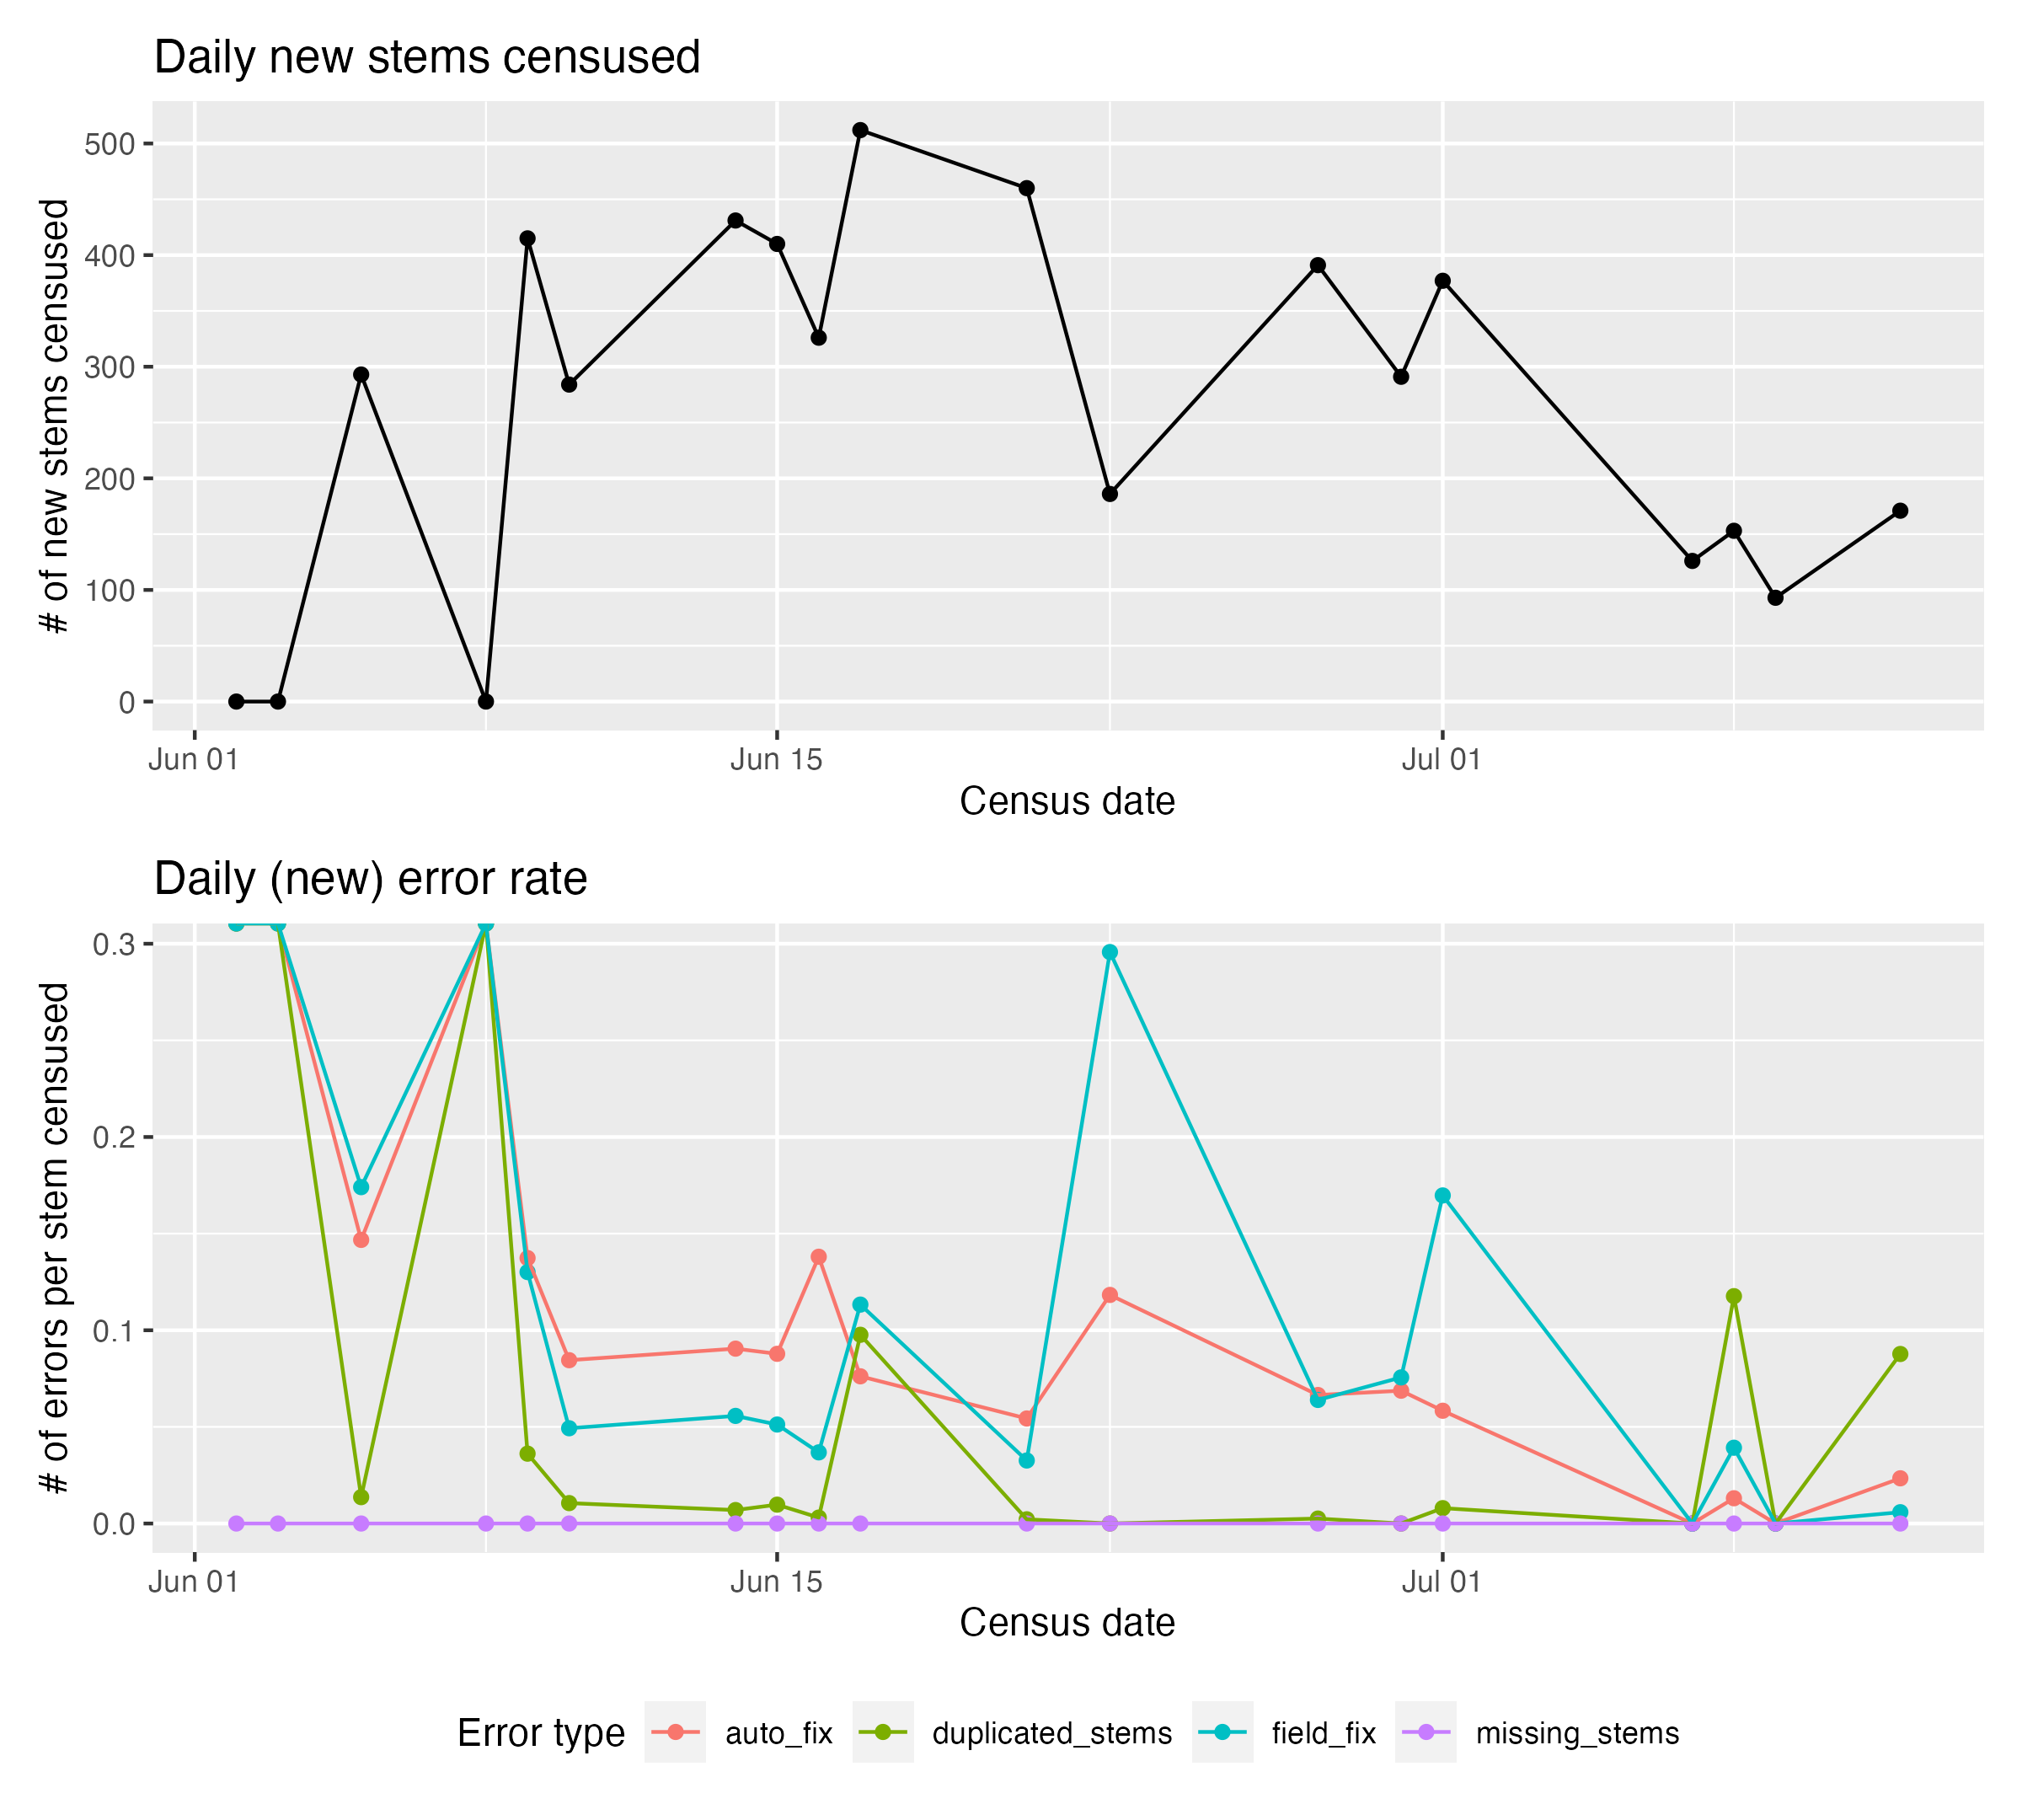 Daily new stems censused
# of new stems censused
500
400
300
200
100
0
Jun 01 Jun 15 Jul 01
Census date
Daily (new) error rate
# of errors per stem censused
0.3
0.2
0.1
0.0
Jun 01 Jun 15 Jul 01
Census date
Error type auto_fix duplicated_stems field_fix missing_stems